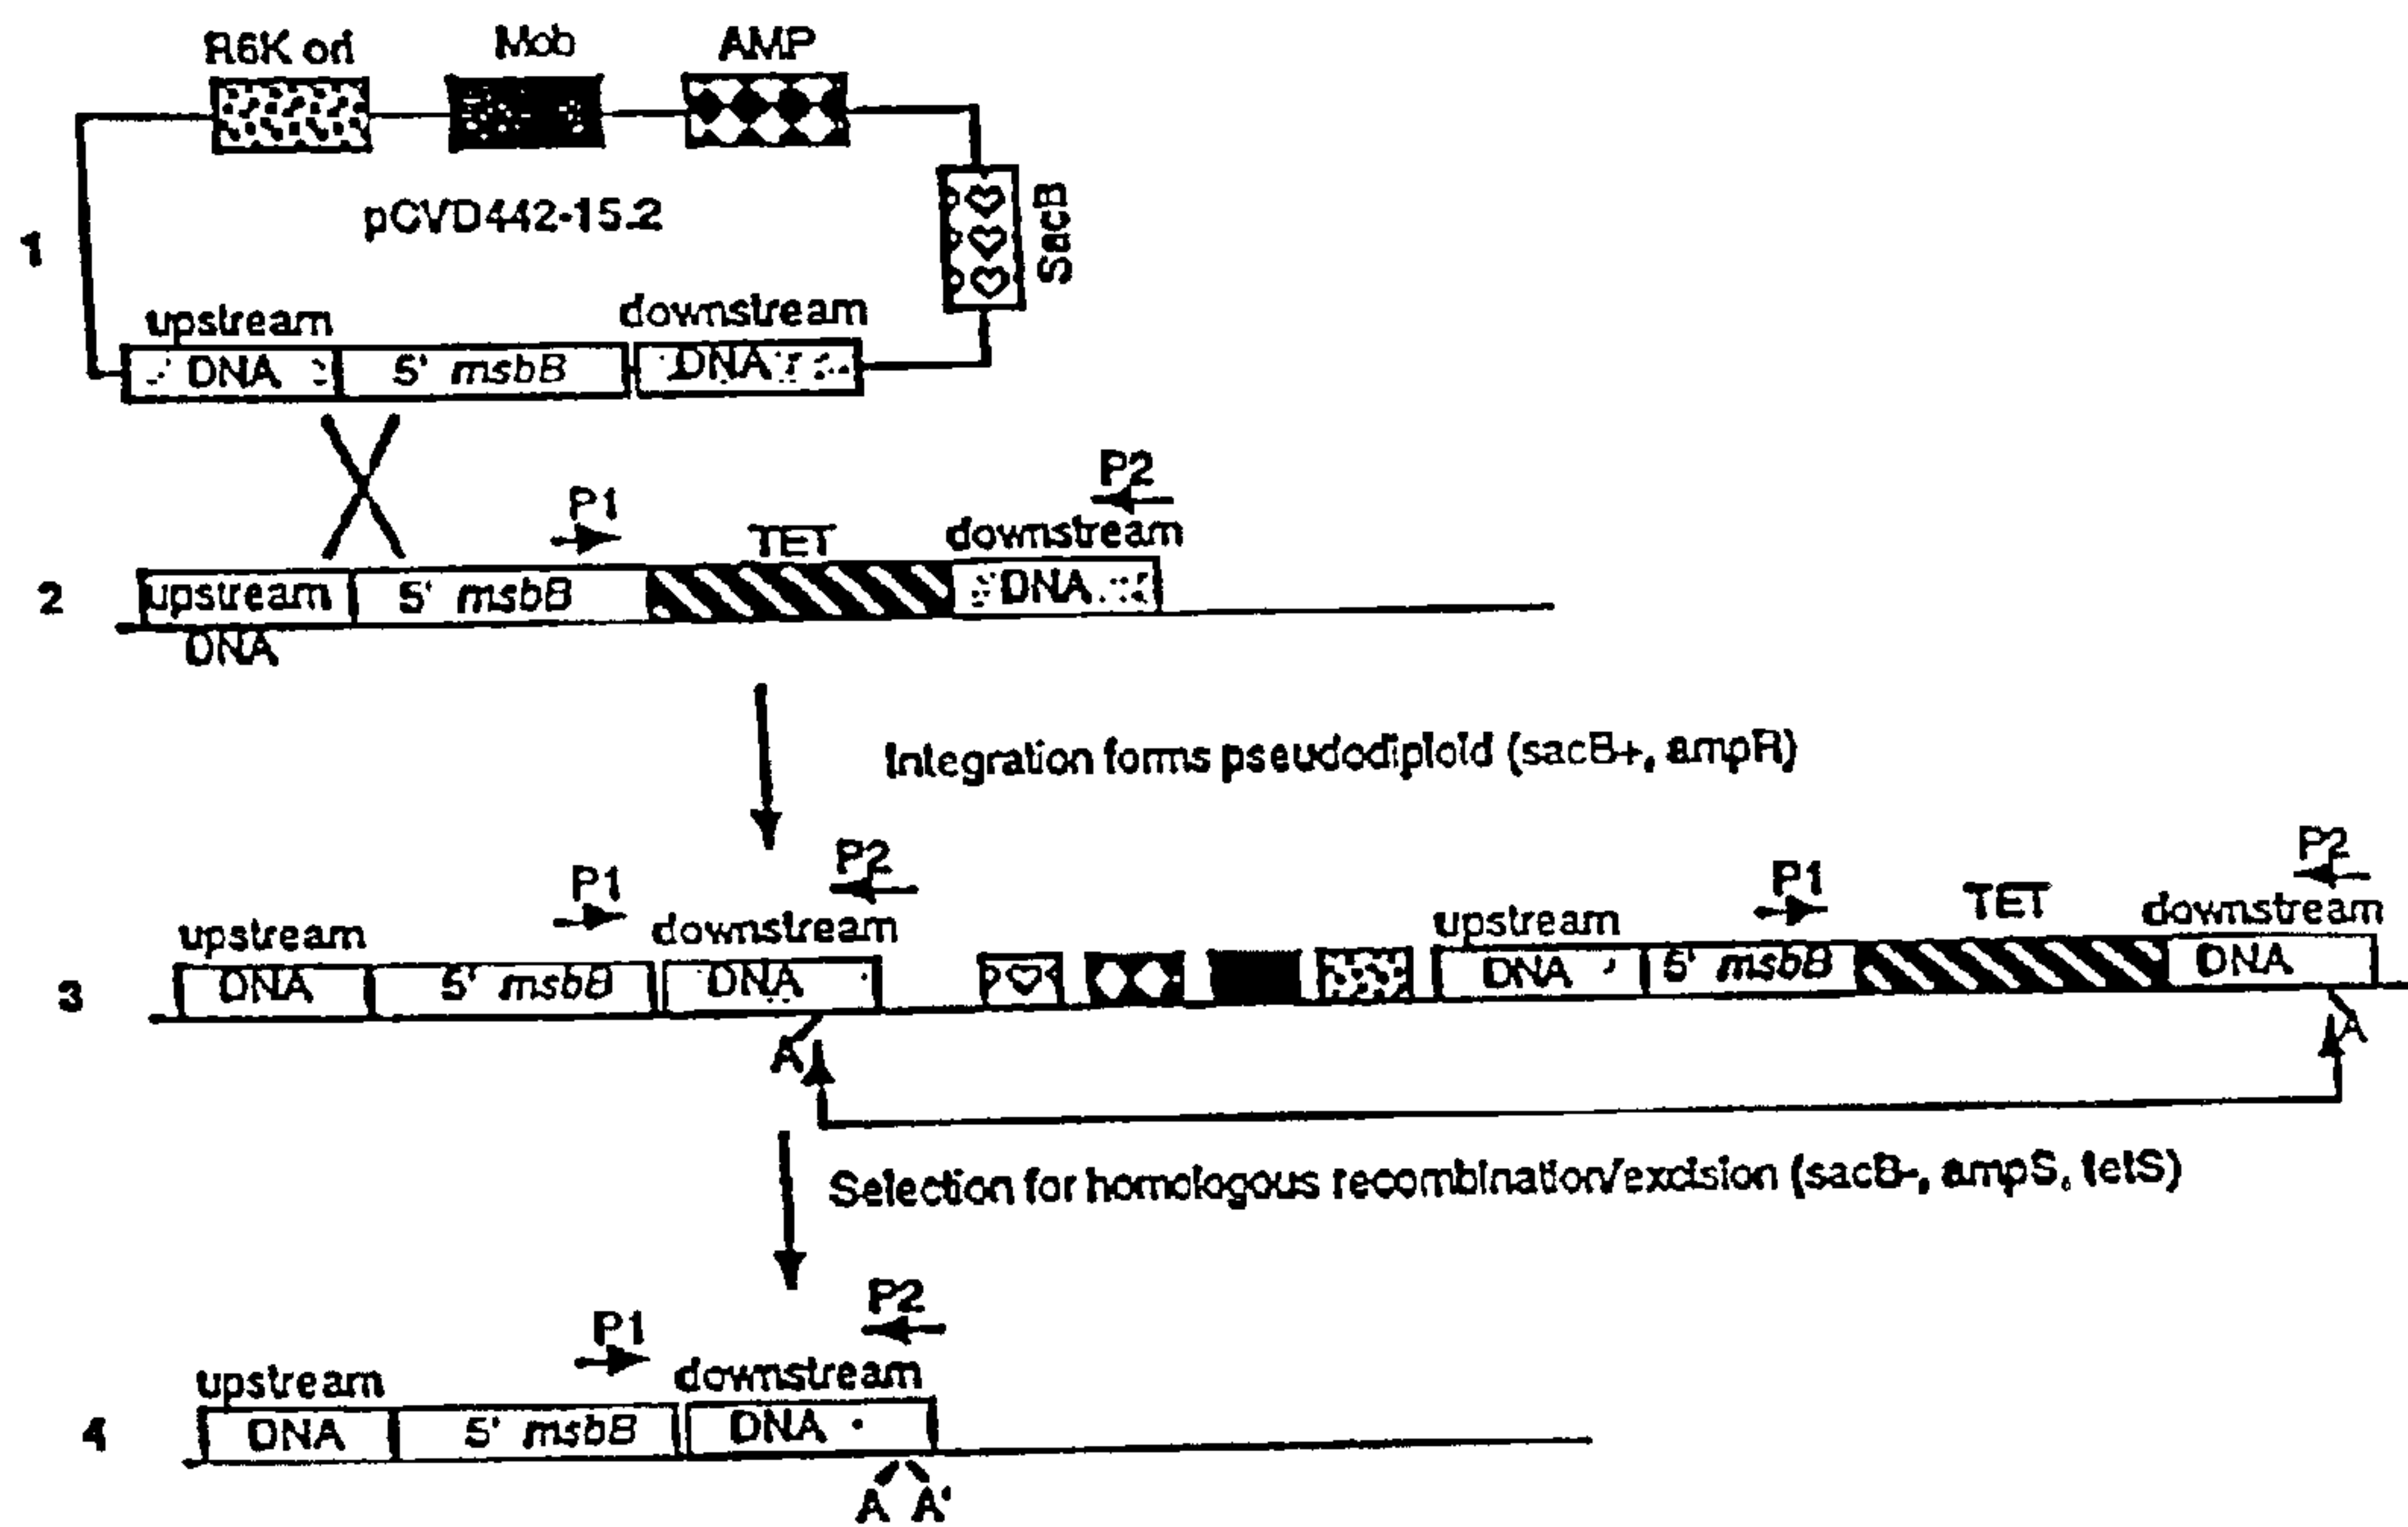 R6K ori Mob AMP
pCVD442-15.2
1
SacB
upstream downstream
DNA 5' msbB DNA
P1 P2
TET downstream
2 upstream 5' msbB DNA
DNA
Integration forms pseudodiploid (sacB+, ampR)
P1 P2 P1 TET P2
upstream downstream upstream downstream
3 DNA 5' msbB DNA DNA 5' msbB DNA
A A
Selection for homologous recombination/excision (sacB-, ampS, tetS)
P1 P2
upstream downstream
4 DNA 5' msbB DNA
A A'